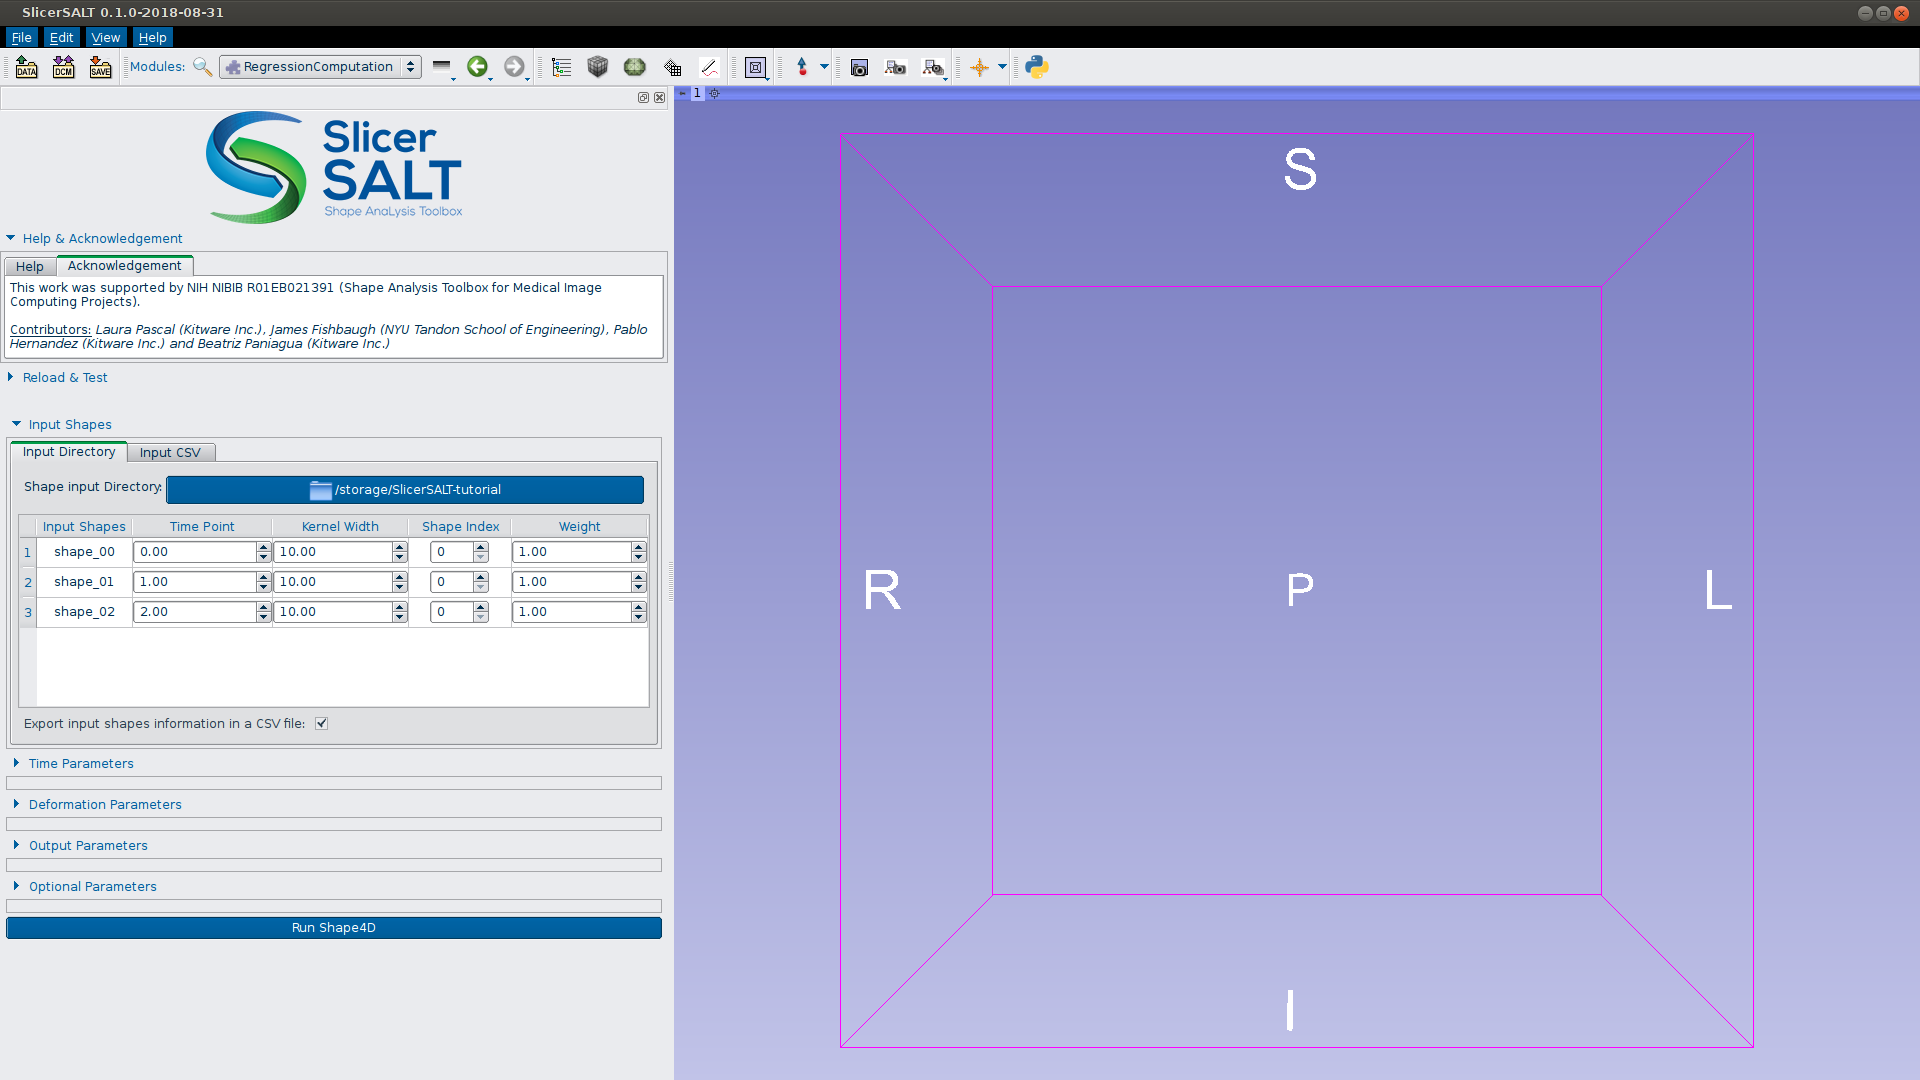 SlicerSALT 0.1.0-2018-08-31
File Edit View Help
DATA DCM SAVE Modules: RegressionComputation
1
Slicer
SALT
Shape AnaLysis Toolbox
Help & Acknowledgement
Help Acknowledgement
This work was supported by NIH NIBIB R01EB021391 (Shape Analysis Toolbox for Medical Image
Computing Projects).
Contributors: Laura Pascal (Kitware Inc.), James Fishbaugh (NYU Tandon School of Engineering), Pablo
Hernandez (Kitware Inc.) and Beatriz Paniagua (Kitware Inc.)
Reload & Test
Input Shapes
Input Directory Input CSV
Shape input Directory: /storage/SlicerSALT-tutorial
Input Shapes Time Point Kernel Width Shape Index Weight
1 shape_00 0.00 10.00 0 1.00
2 shape_01 1.00 10.00 0 1.00
3 shape_02 2.00 10.00 0 1.00
Export input shapes information in a CSV file:
Time Parameters
Deformation Parameters
Output Parameters
Optional Parameters
Run Shape4D
S
R P L
I